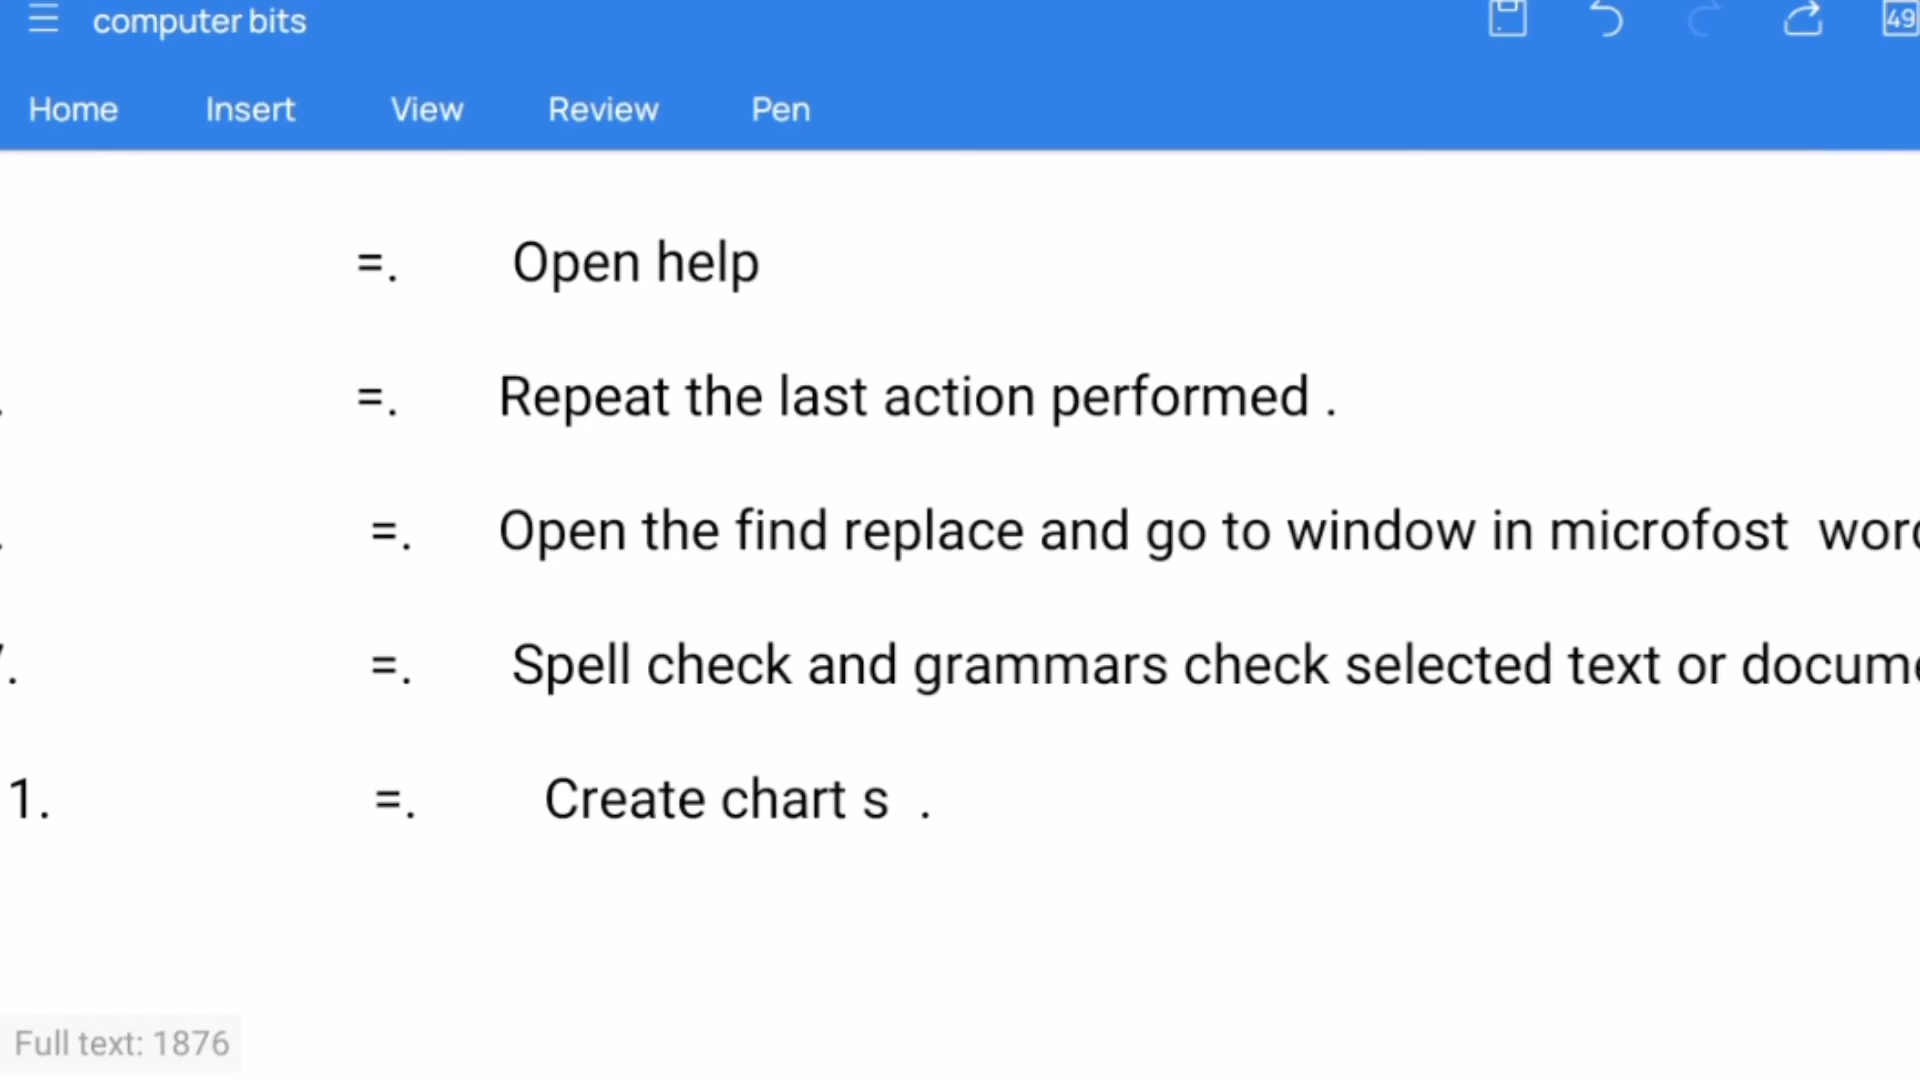 computer bits
49
Home Insert View Review Pen
=. Open help
. =. Repeat the last action performed .
. =. Open the find replace and go to window in microfost
. =. Spell check and grammars check selected text or
1. =. Create chart s .
Full text: 1876